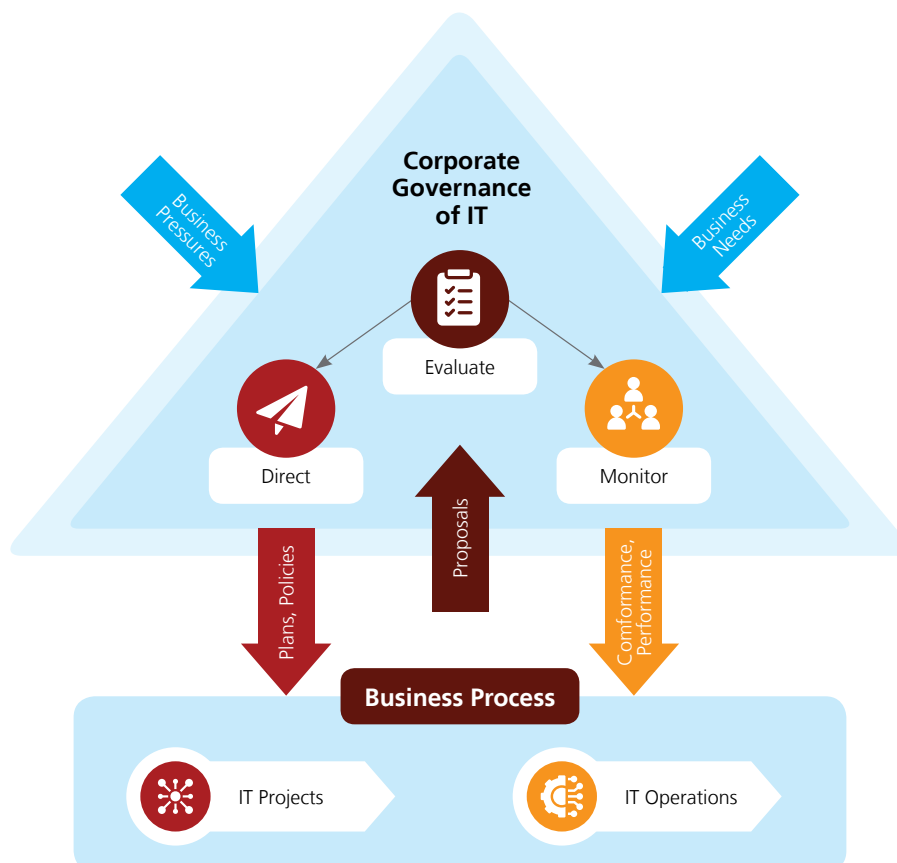 Corporate
Governance
of IT
Business
Pressures
Business
Needs
Evaluate
Direct
Monitor
Plans, Policies
Proposals
Comformance,
Performance
Business Process
IT Projects
IT Operations